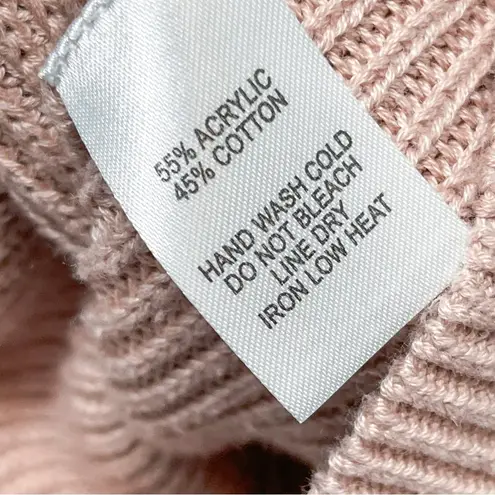 55% ACRYLIC
45% COTTON
HAND WASH COLD
DO NOT BLEACH
LINE DRY
IRON LOW HEAT